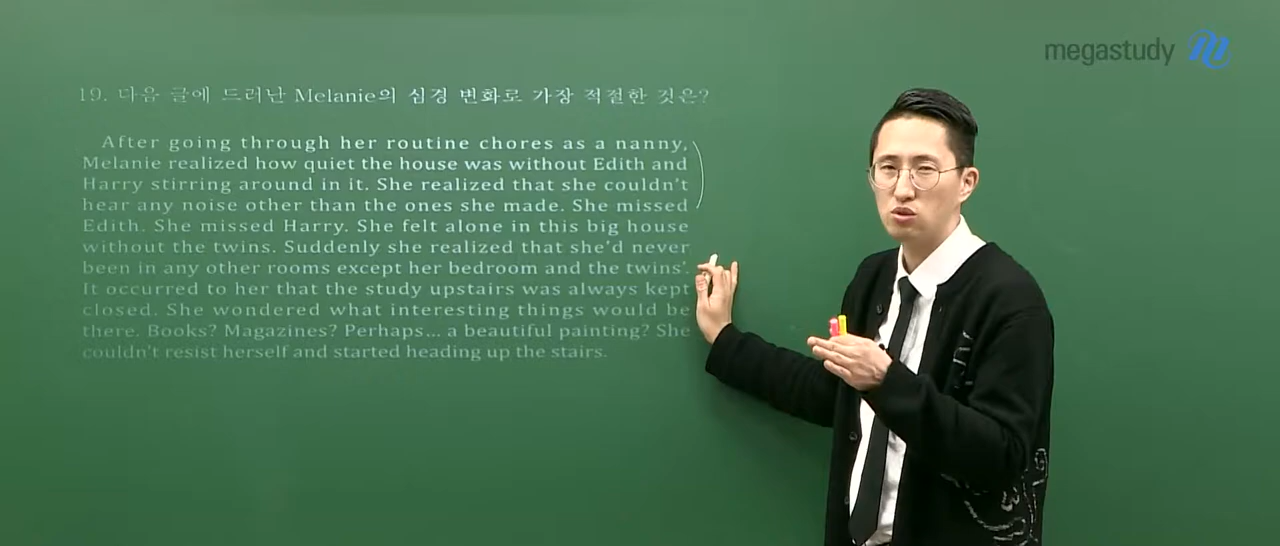 megastudy
19. 다음 글에 드러난 Melanie의 심경 변화로 가장 적절한 것은?
After going through her routine chores as a nanny,
Melanie realized how quiet the house was without Edith and
Harry stirring around in it. She realized that she couldn't
hear any noise other than the ones she made. She missed
Edith. She missed Harry. She felt alone in this big house
without the twins. Suddenly she realized that she'd never
been in any other rooms except her bedroom and the twins'.
It occurred to her that the study upstairs was always kept
closed. She wondered what interesting things would be
there. Books? Magazines? Perhaps... a beautiful painting? She
couldn't resist herself and started heading up the stairs.